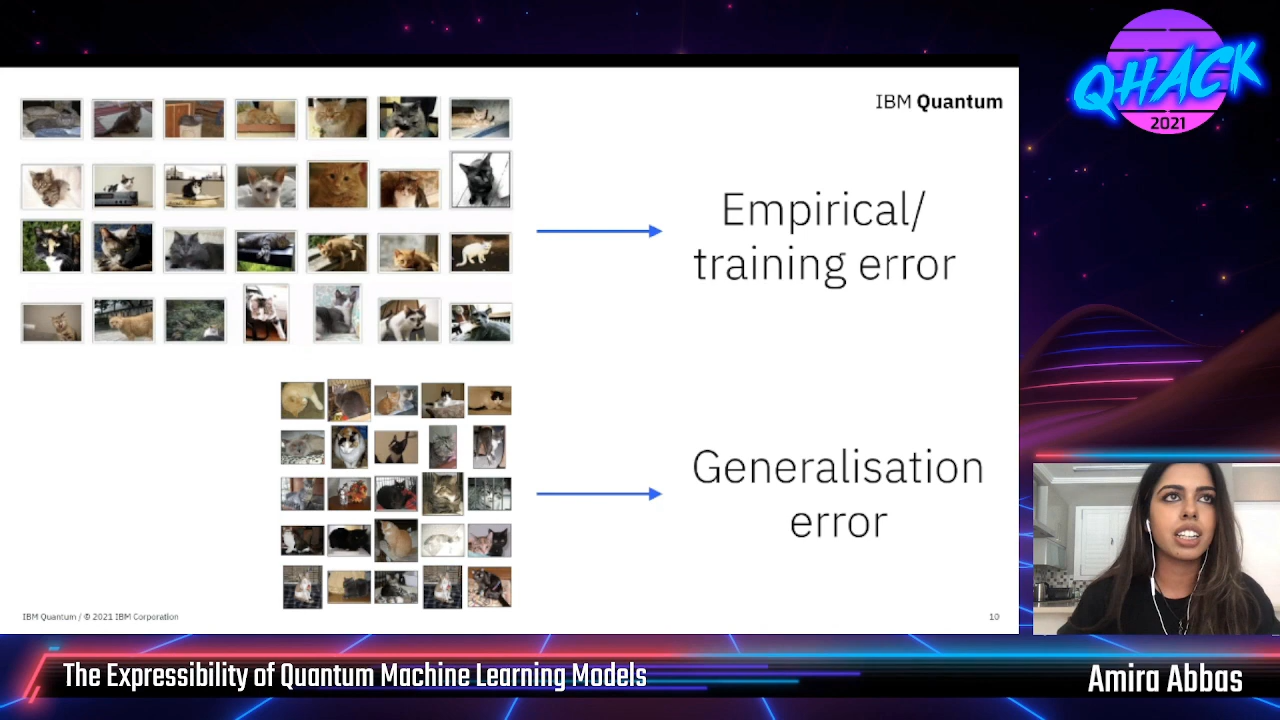 IBM Quantum
QHACK
2021
Empirical/
training error
Generalisation
error
IBM Quantum / © 2021 IBM Corporation
10
The Expressibility of Quantum Machine Learning Models
Amira Abbas